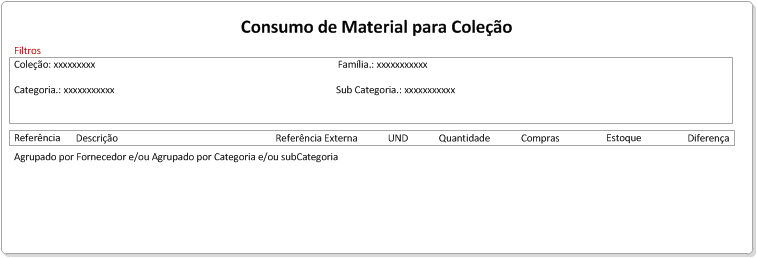 Consumo de Material para Coleção
Filtros
Coleção: xxxxxxxxx Família.: xxxxxxxxxxx
Categoria.: xxxxxxxxxxx Sub Categoria.: xxxxxxxxxxx
Referência Descrição Referência Externa UND Quantidade Compras Estoque Diferença
Agrupado por Fornecedor e/ou Agrupado por Categoria e/ou subCategoria